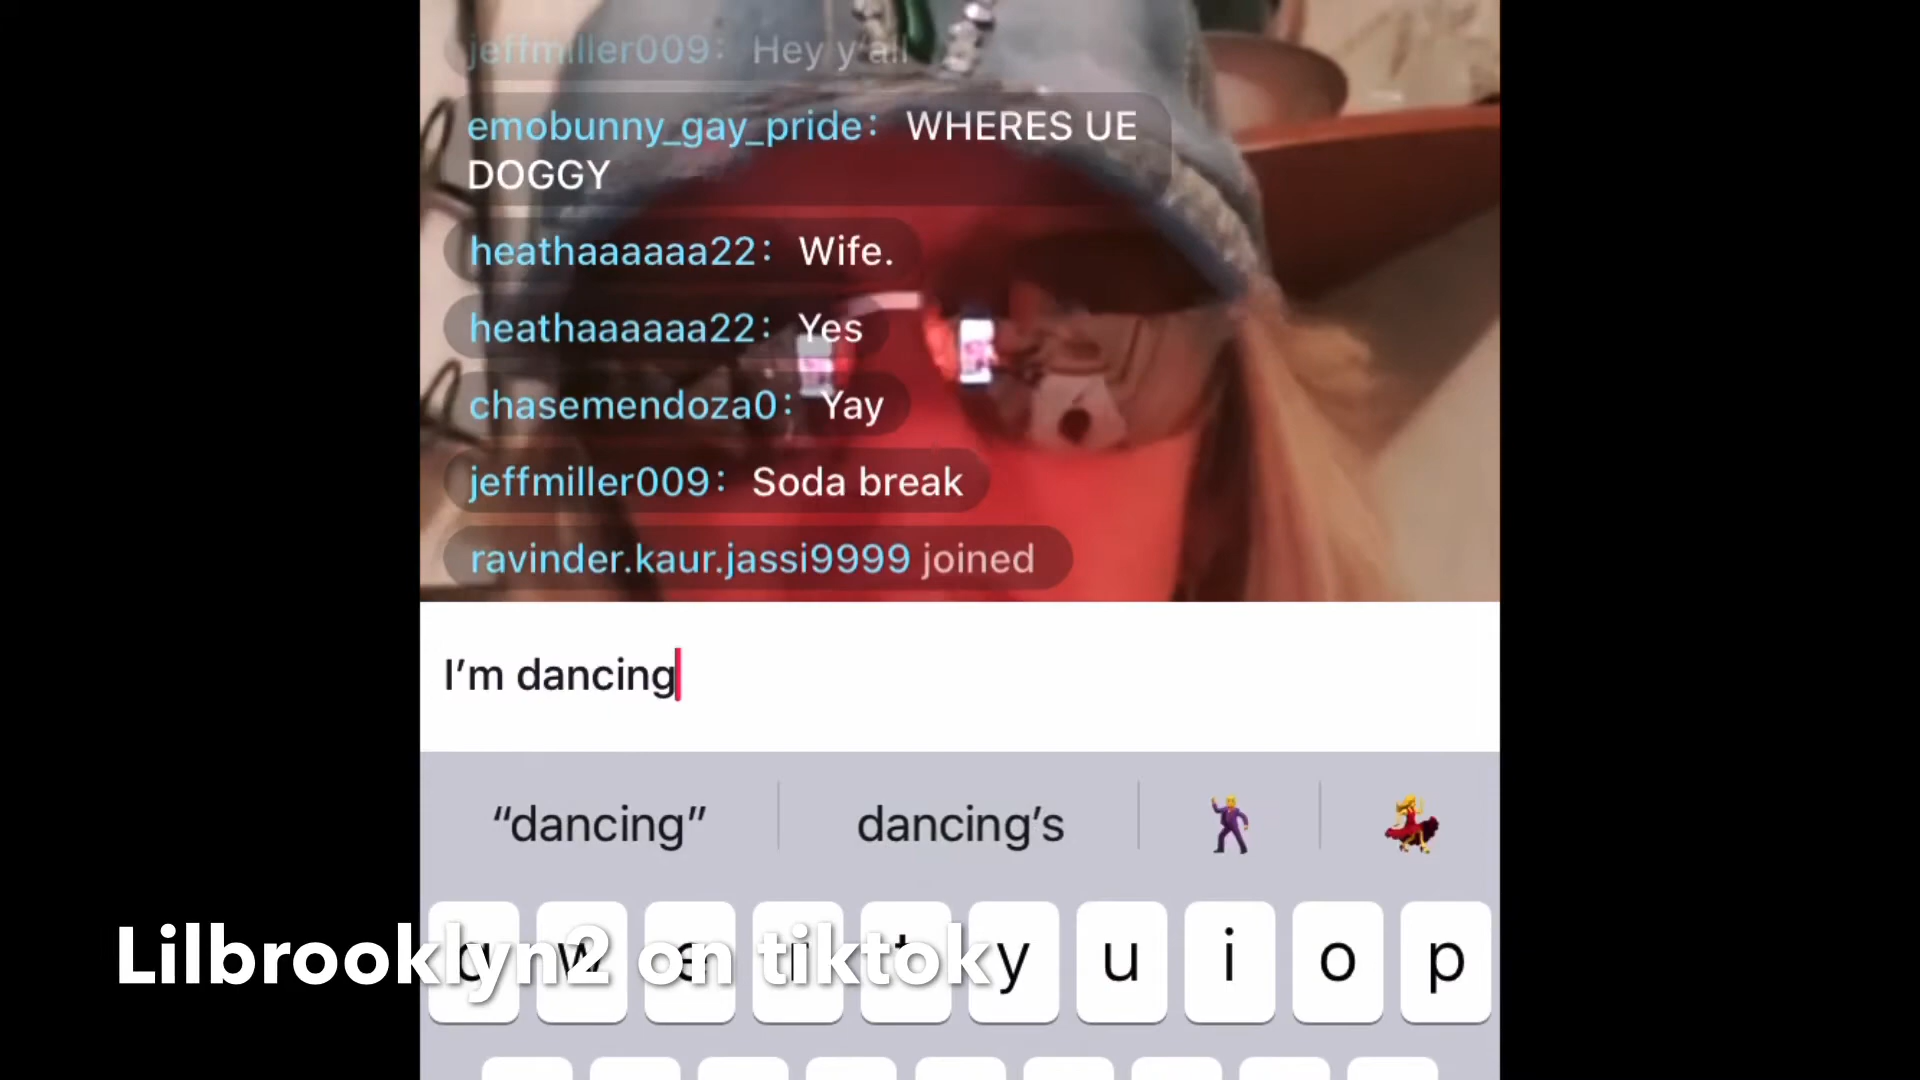 jeffmiller009: Hey y'all
emobunny_gay_pride: WHERES UE
DOGGY
heathaaaaaa22: Wife.
heathaaaaaa22: Yes
chasemendoza0: Yay
jeffmiller009: Soda break
ravinder.kaur.jassi9999 joined
I’m dancing
“dancing” dancing’s
q w e r t y u i o p
Lilbrooklyn2 on tiktok